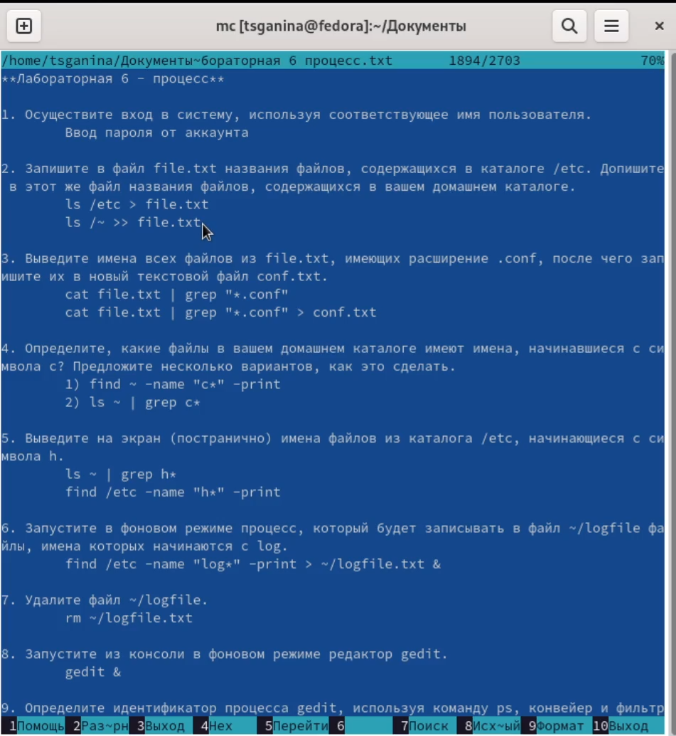 mc [tsganina@fedora]:~/Документы
/home/tsganina/Документы~бораторная 6 процесс.txt 1894/2703 70%
**Лабораторная 6 - процесс**
1. Осуществите вход в систему, используя соответствующее имя пользователя.
Ввод пароля от аккаунта
2. Запишите в файл file.txt названия файлов, содержащихся в каталоге /etc. Допишите
в этот же файл названия файлов, содержащихся в вашем домашнем каталоге.
ls /etc > file.txt
ls /~ >> file.txt
3. Выведите имена всех файлов из file.txt, имеющих расширение .conf, после чего зап
ишите их в новый текстовой файл conf.txt.
cat file.txt | grep "*.conf"
cat file.txt | grep "*.conf" > conf.txt
4. Определите, какие файлы в вашем домашнем каталоге имеют имена, начинавшиеся с си
мвола c? Предложите несколько вариантов, как это сделать.
1) find ~ -name "c*" -print
2) ls ~ | grep c*
5. Выведите на экран (постранично) имена файлов из каталога /etc, начинающиеся с си
мвола h.
ls ~ | grep h*
find /etc -name "h*" -print
6. Запустите в фоновом режиме процесс, который будет записывать в файл ~/logfile фа
йлы, имена которых начинаются с log.
find /etc -name "log*" -print > ~/logfile.txt &
7. Удалите файл ~/logfile.
rm ~/logfile.txt
8. Запустите из консоли в фоновом режиме редактор gedit.
gedit &
9. Определите идентификатор процесса gedit, используя команду ps, конвейер и фильтр
1Помощь 2Раз~рн 3Выход 4Hex 5Перейти 6 7Поиск 8Исх~ый 9Формат 10Выход